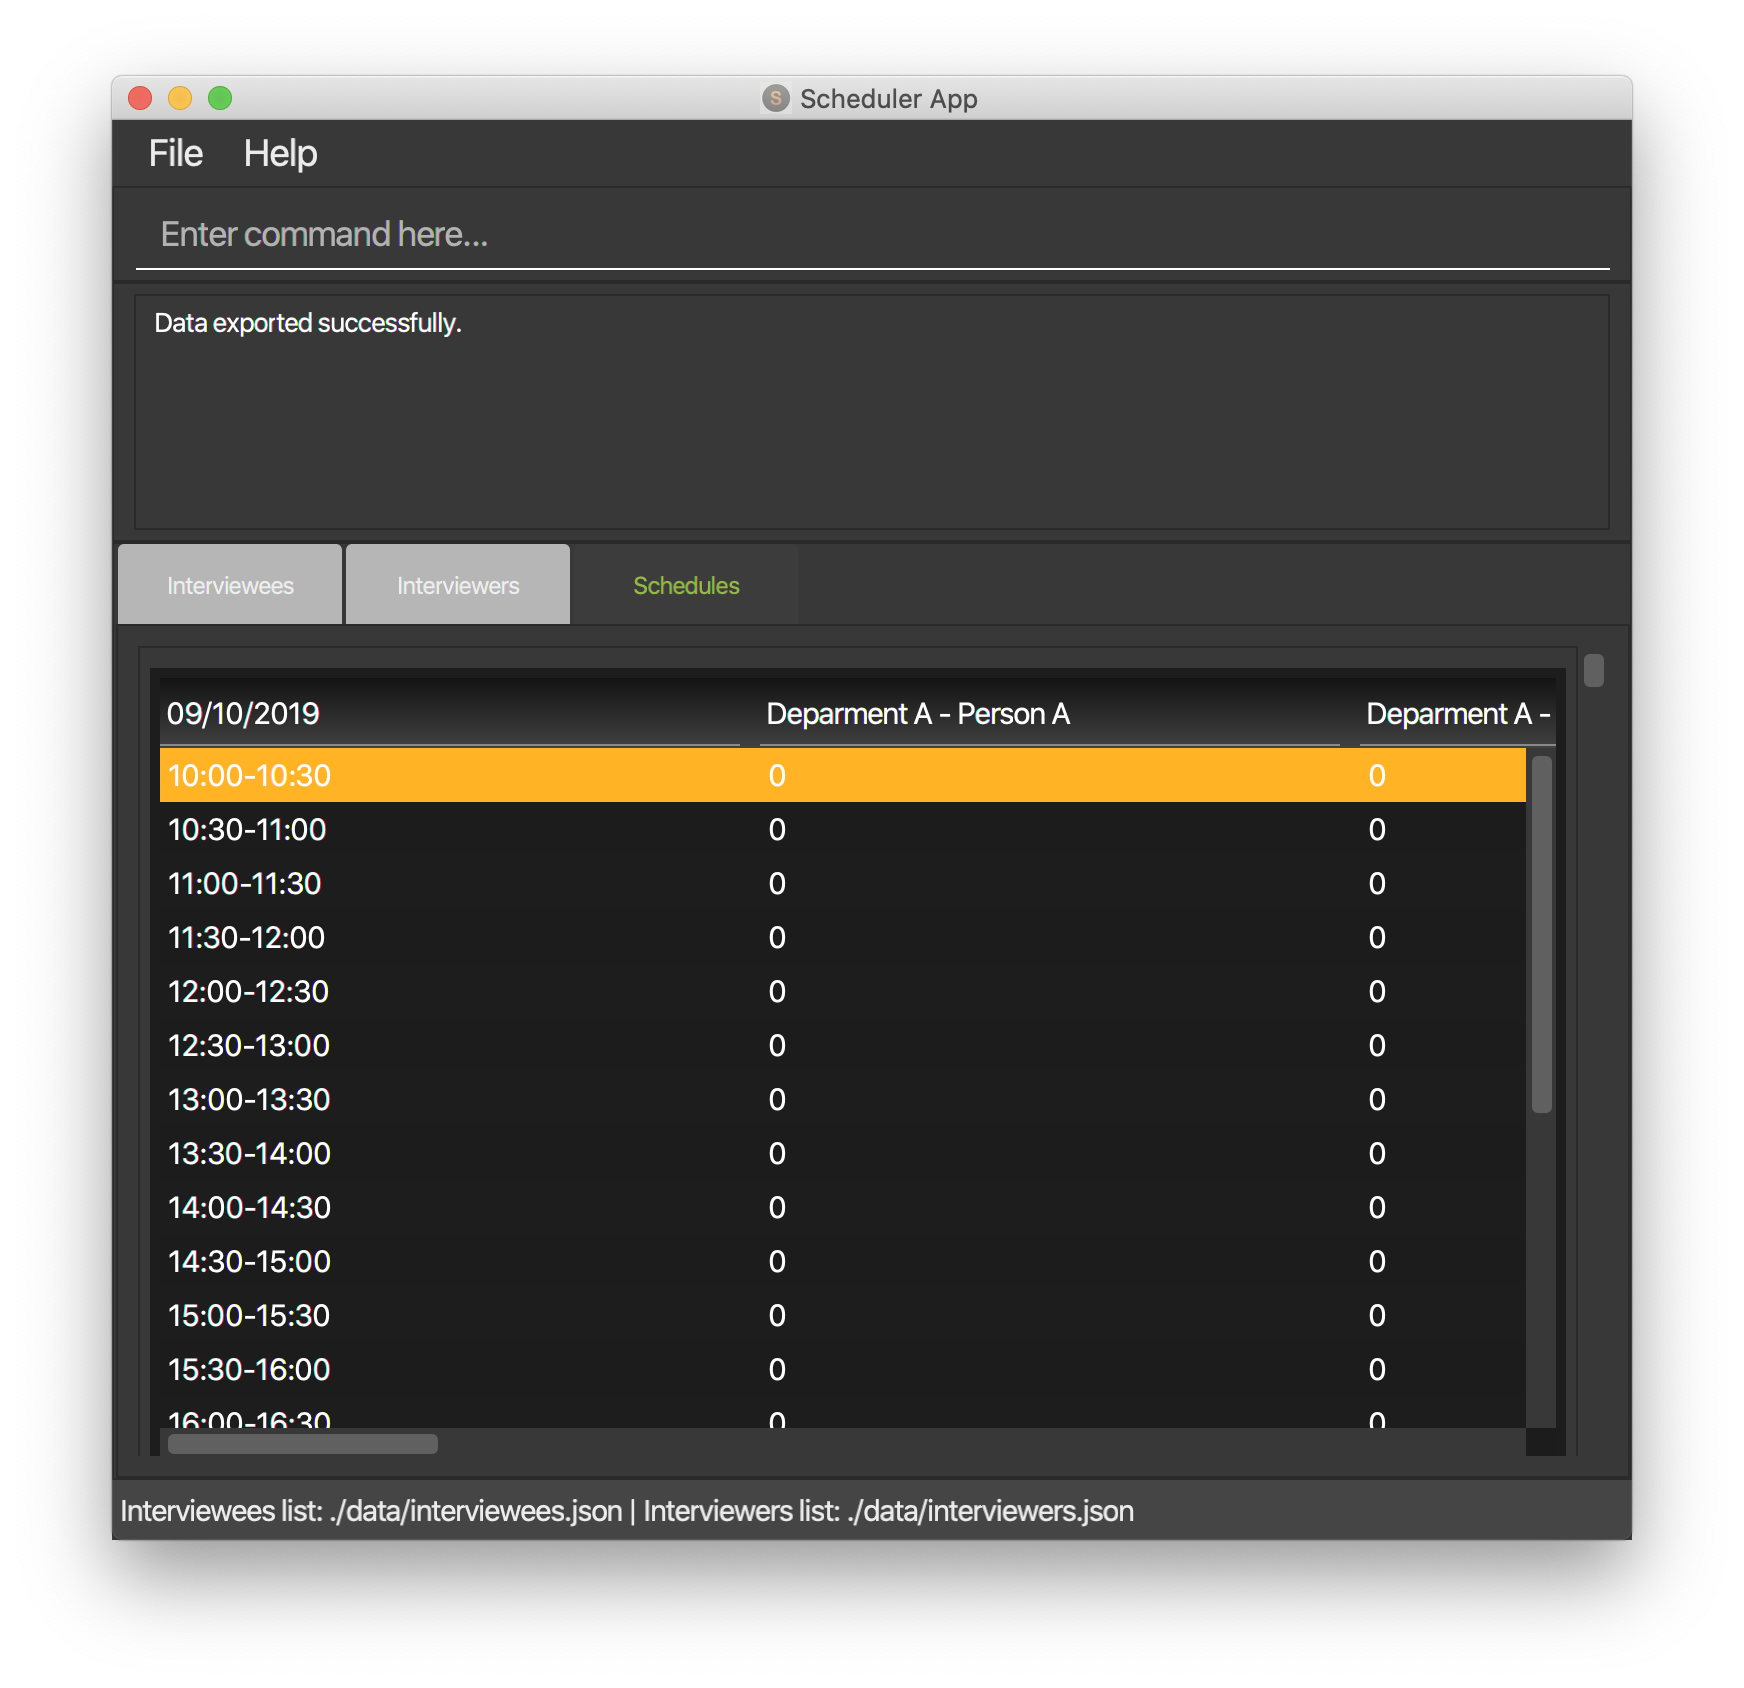 S Scheduler App
File Help
Enter command here...
Data exported successfully.
Interviewees Interviewers Schedules
09/10/2019 Deparment A - Person A Deparment A -
10:00-10:30 0 0
10:30-11:00 0 0
11:00-11:30 0 0
11:30-12:00 0 0
12:00-12:30 0 0
12:30-13:00 0 0
13:00-13:30 0 0
13:30-14:00 0 0
14:00-14:30 0 0
14:30-15:00 0 0
15:00-15:30 0 0
15:30-16:00 0 0
16:00-16:30 0 0
Interviewees list: ./data/interviewees.json | Interviewers list: ./data/interviewers.json